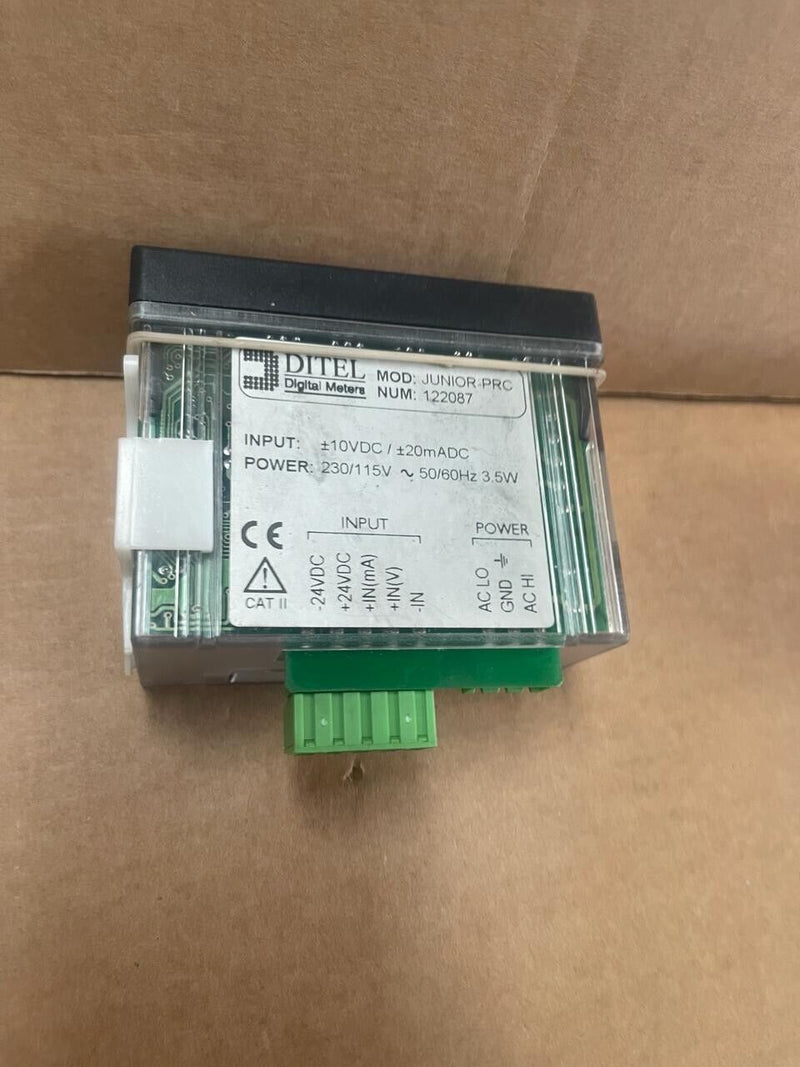 DITEL
Digital Meters
MOD: JUNIOR-PRC
NUM: 122087
INPUT: ±10VDC / ±20mADC
POWER: 230/115V ~ 50/60Hz 3.5W
CE
CAT II
INPUT
-24VDC
+24VDC
+IN(mA)
+IN(V)
-IN
POWER
AC LO
GND
AC HI